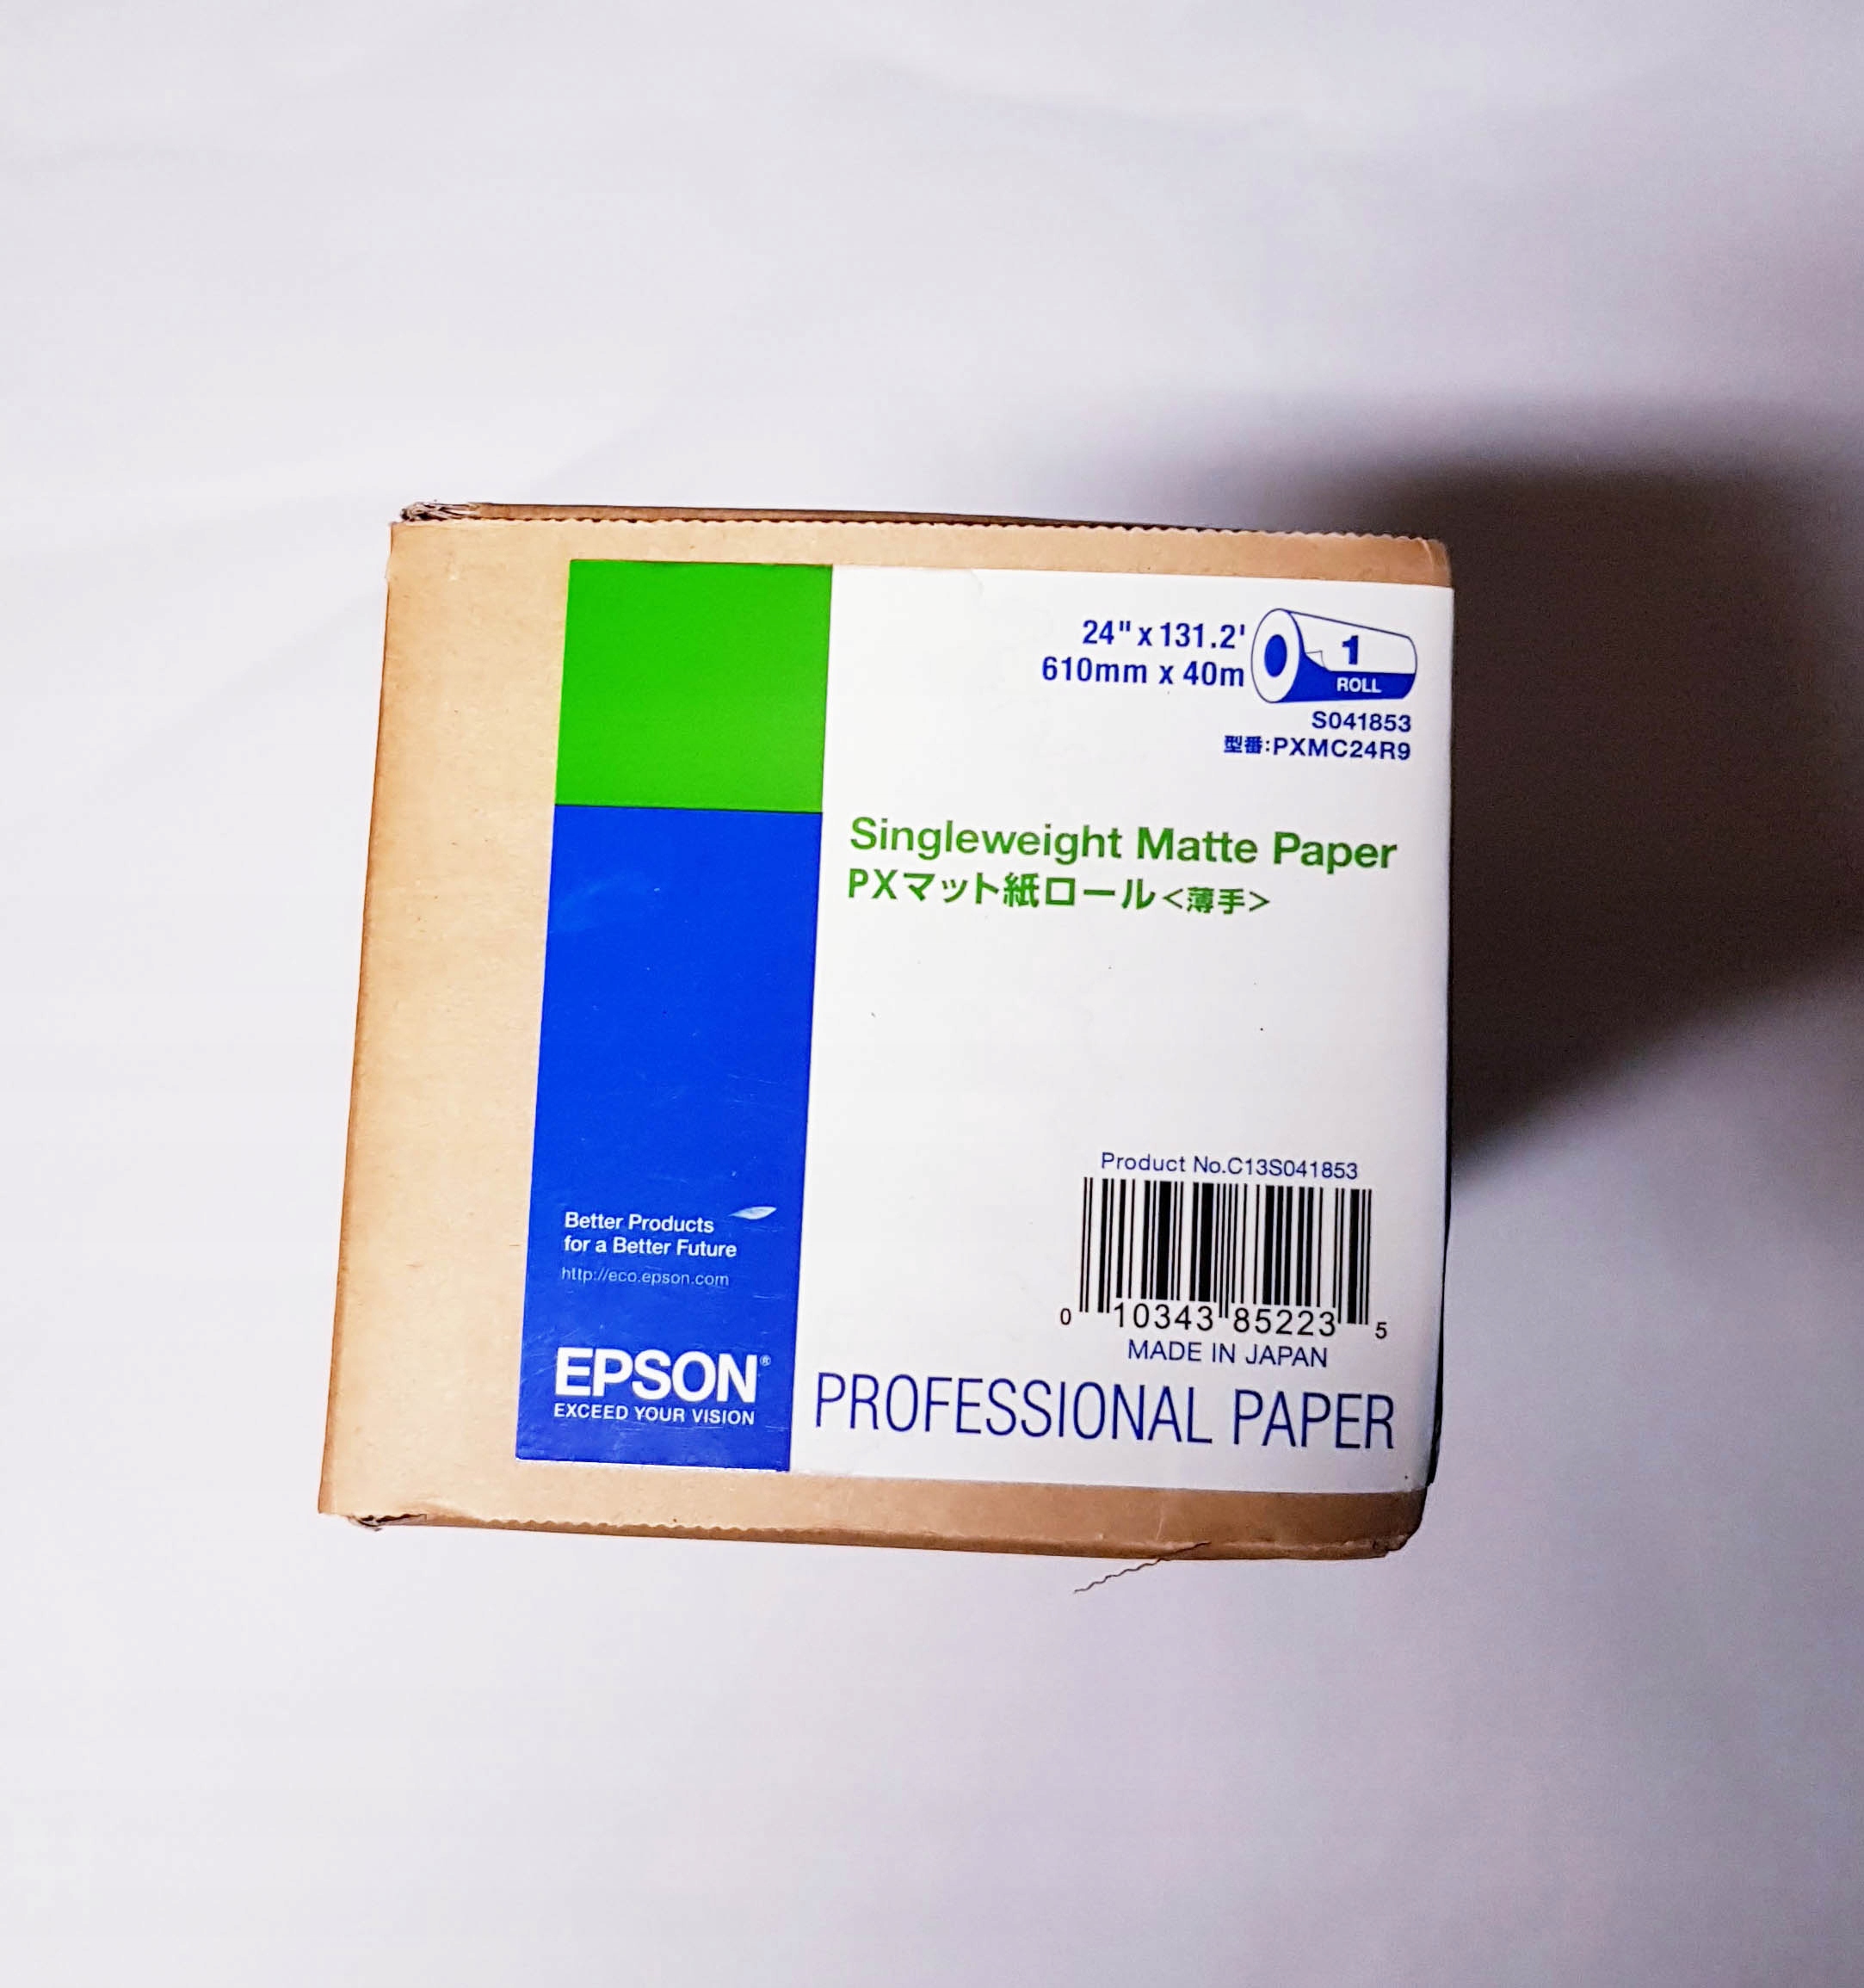 24" x 131.2'
610mm x 40m
1
ROLL
S041853
型番:PXMC24R9
Singleweight Matte Paper
PXマット紙ロール<薄手>
Product No.C13S041853
0 10343 85223 5
MADE IN JAPAN
Better Products
for a Better Future
http://eco.epson.com
EPSON®
EXCEED YOUR VISION
PROFESSIONAL PAPER